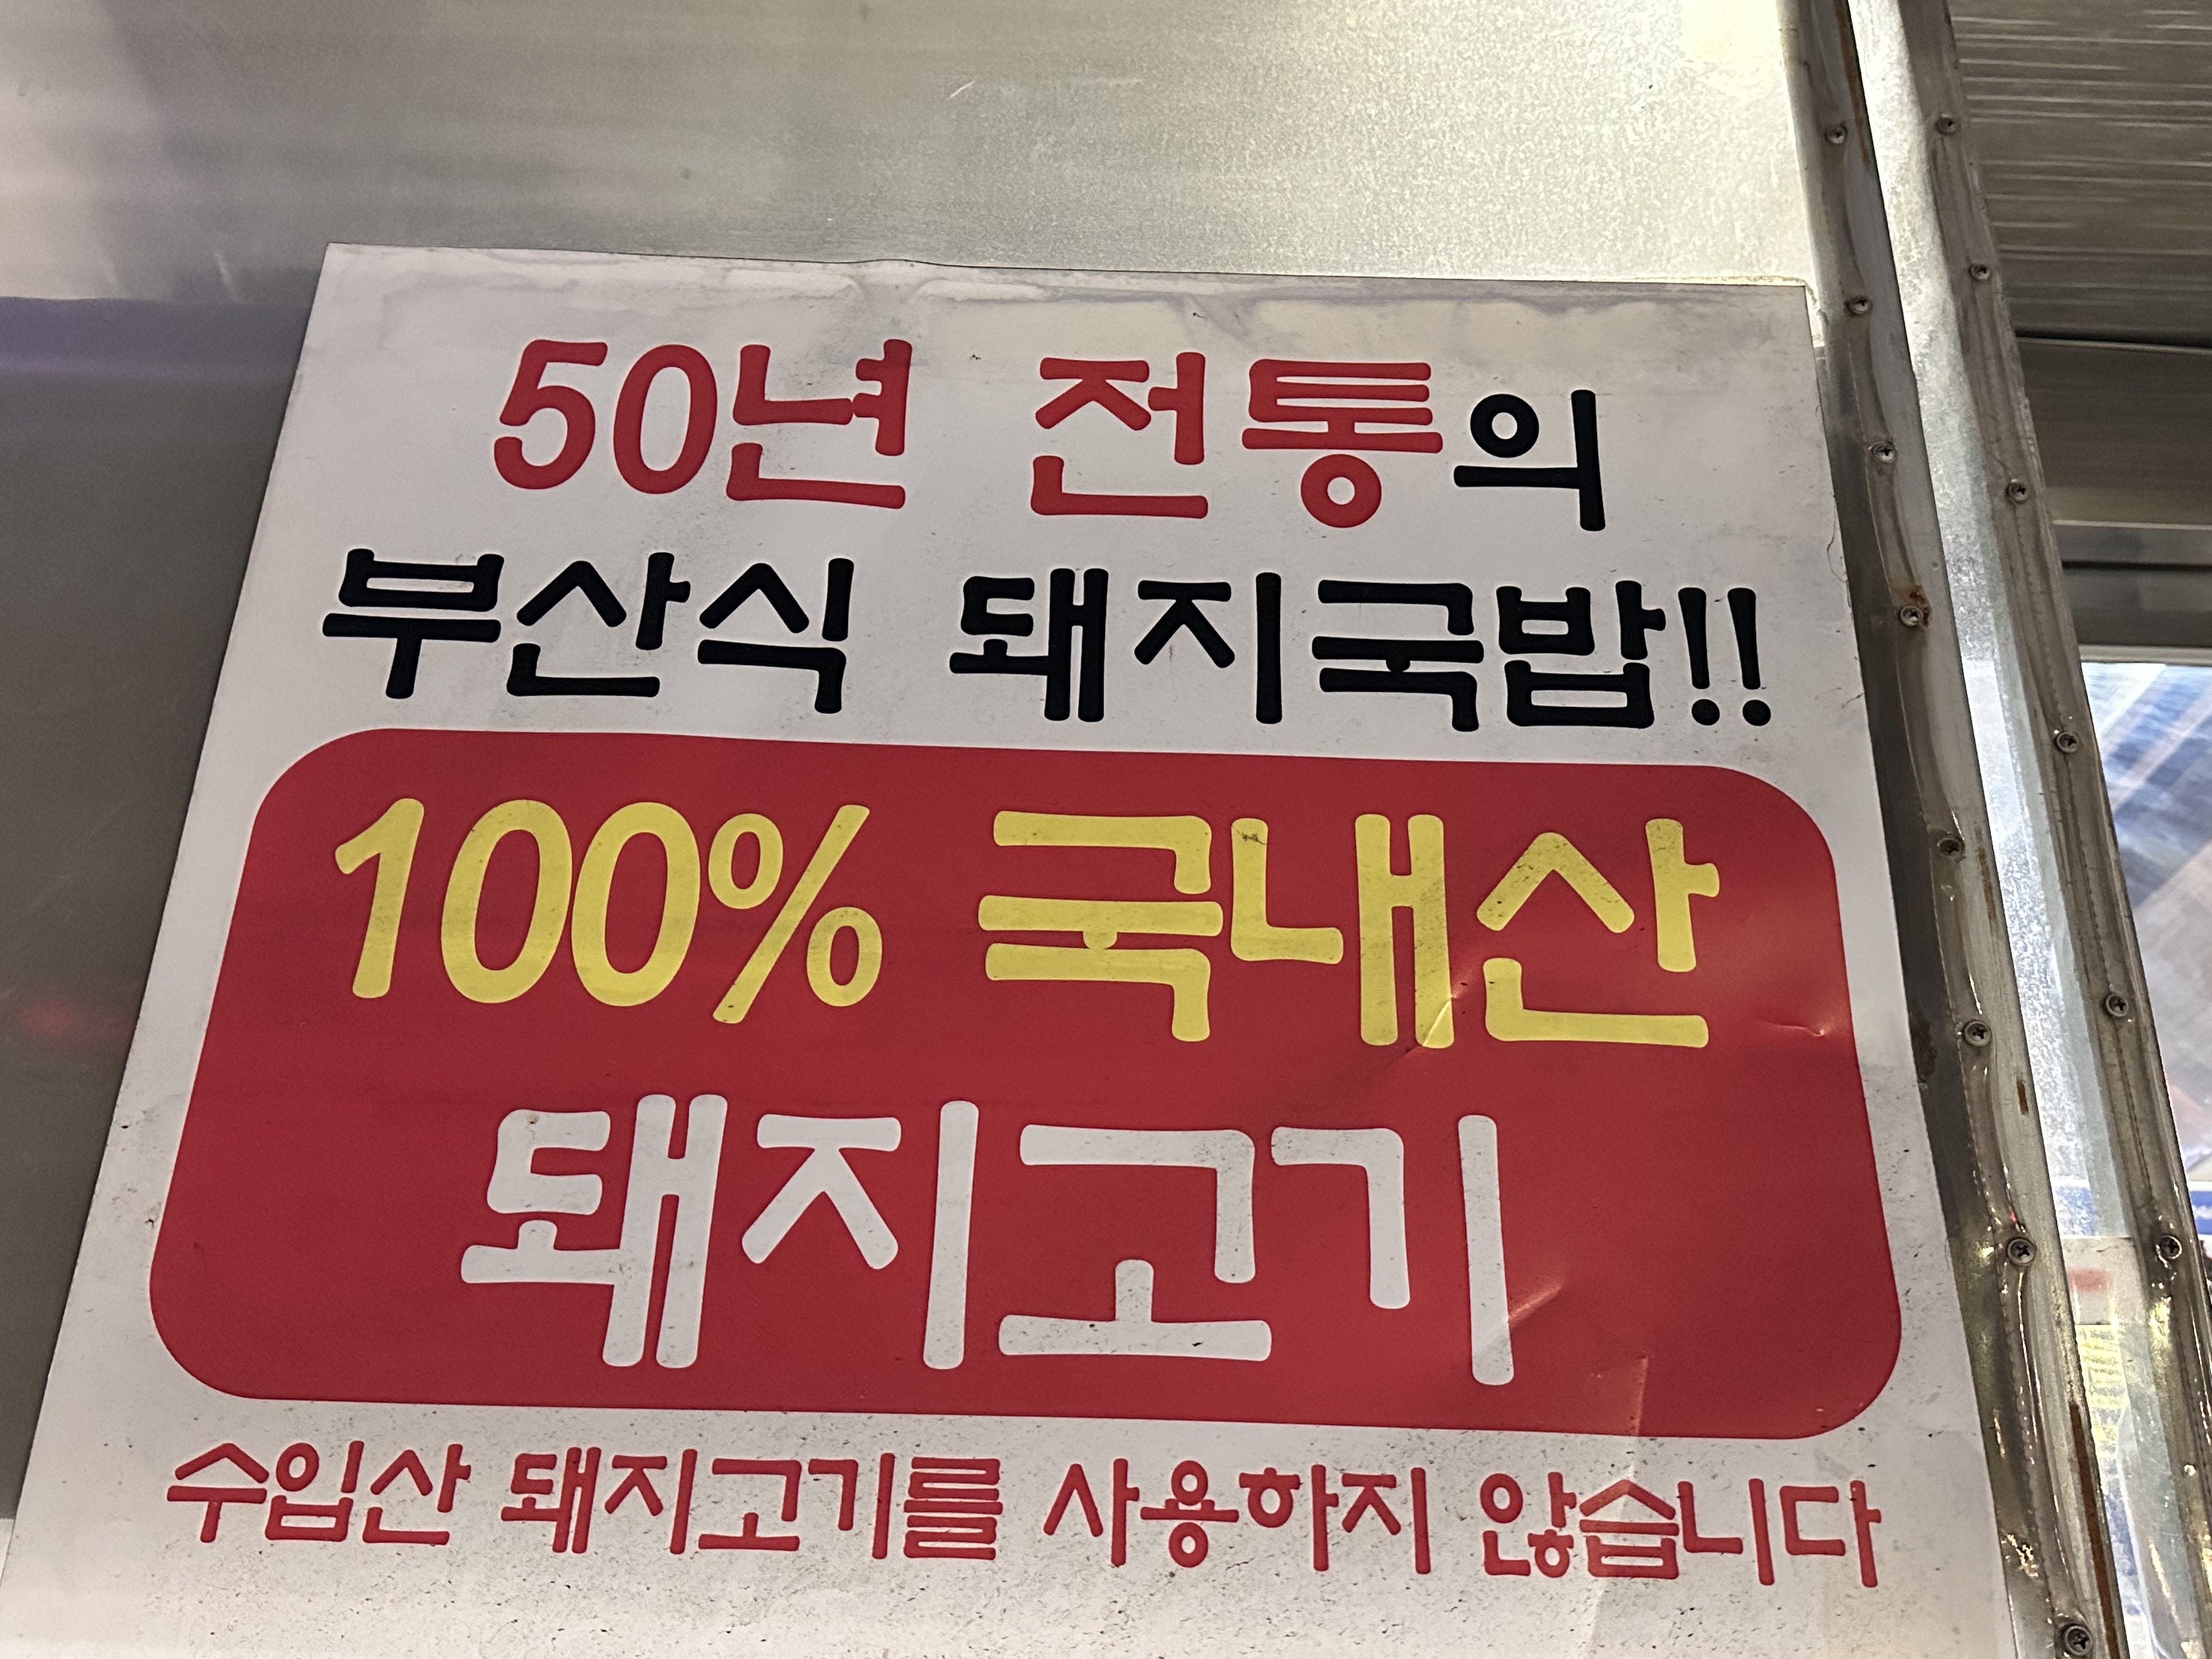 50년 전통의
부산식 돼지국밥!!
100% 국내산
돼지고기
수입산 돼지고기를 사용하지 않습니다